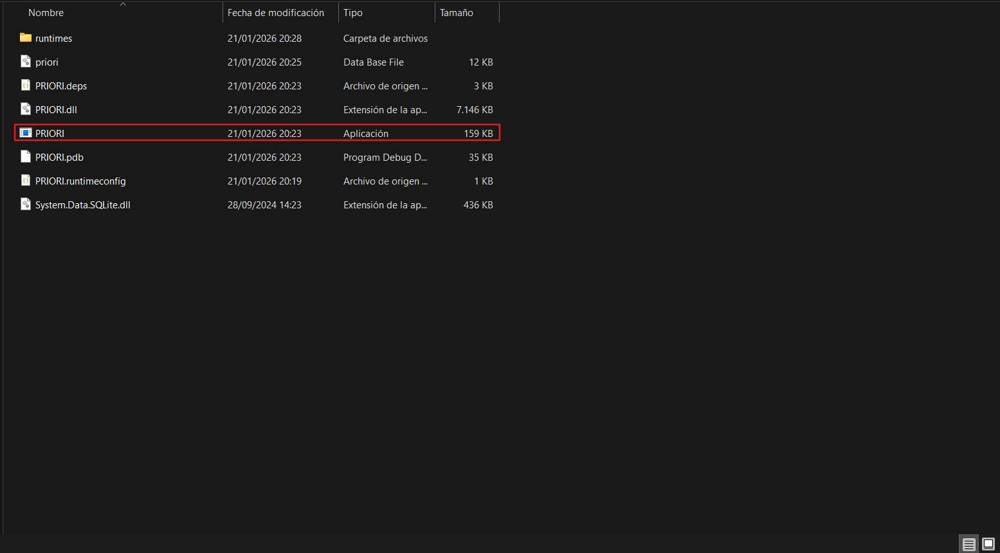 Nombre Fecha de modificación Tipo Tamaño
runtimes 21/01/2026 20:28 Carpeta de archivos
priori 21/01/2026 20:25 Data Base File 12 KB
PRIORI.deps 21/01/2026 20:23 Archivo de origen ... 3 KB
PRIORI.dll 21/01/2026 20:23 Extensión de la ap... 7.146 KB
PRIORI 21/01/2026 20:23 Aplicación 159 KB
PRIORI.pdb 21/01/2026 20:23 Program Debug D... 35 KB
PRIORI.runtimeconfig 21/01/2026 20:19 Archivo de origen ... 1 KB
System.Data.SQLite.dll 28/09/2024 14:23 Extensión de la ap... 436 KB